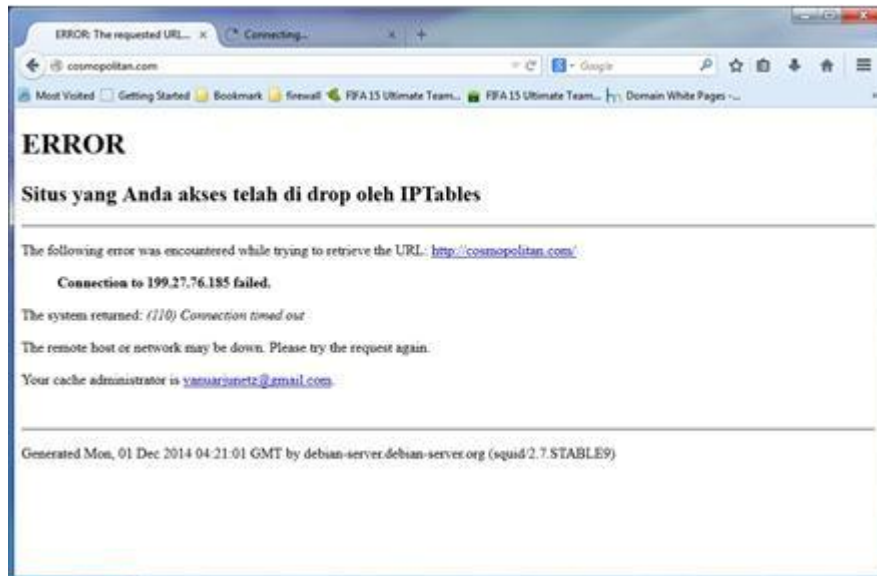 ERROR: The requested URL...
Connecting...
cosmopolitan.com
Google
Most Visited Getting Started Bookmark firewall FIFA 15 Ultimate Team... FIFA 15 Ultimate Team... Domain White Pages -...
ERROR
Situs yang Anda akses telah di drop oleh IPTables
The following error was encountered while trying to retrieve the URL: http://cosmopolitan.com/
Connection to 199.27.76.185 failed.
The system returned: (110) Connection timed out
The remote host or network may be down. Please try the request again.
Your cache administrator is yanuarjunetz@gmail.com.
Generated Mon, 01 Dec 2014 04:21:01 GMT by debian-server.debian-server.org (squid/2.7.STABLE9)